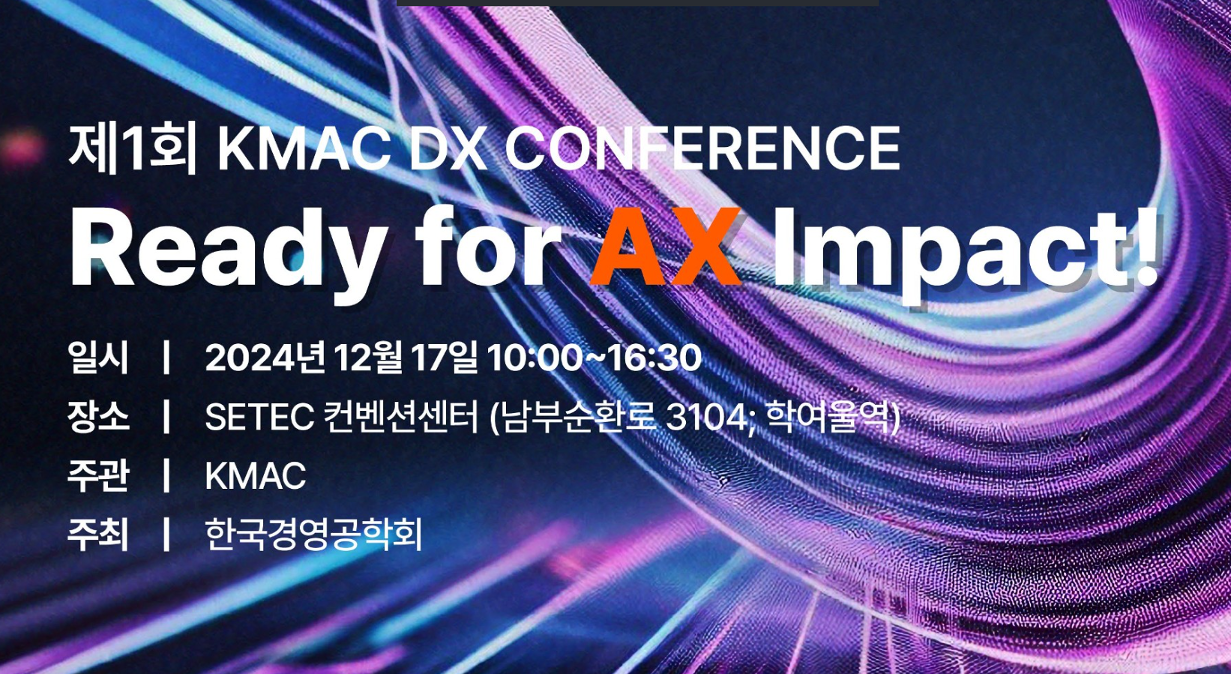 제1회 KMAC DX CONFERENCE
Ready for AX Impact!
일시 | 2024년 12월 17일 10:00~16:30
장소 | SETEC 컨벤션센터 (남부순환로 3104; 학여울역)
주관 | KMAC
주최 | 한국경영공학회